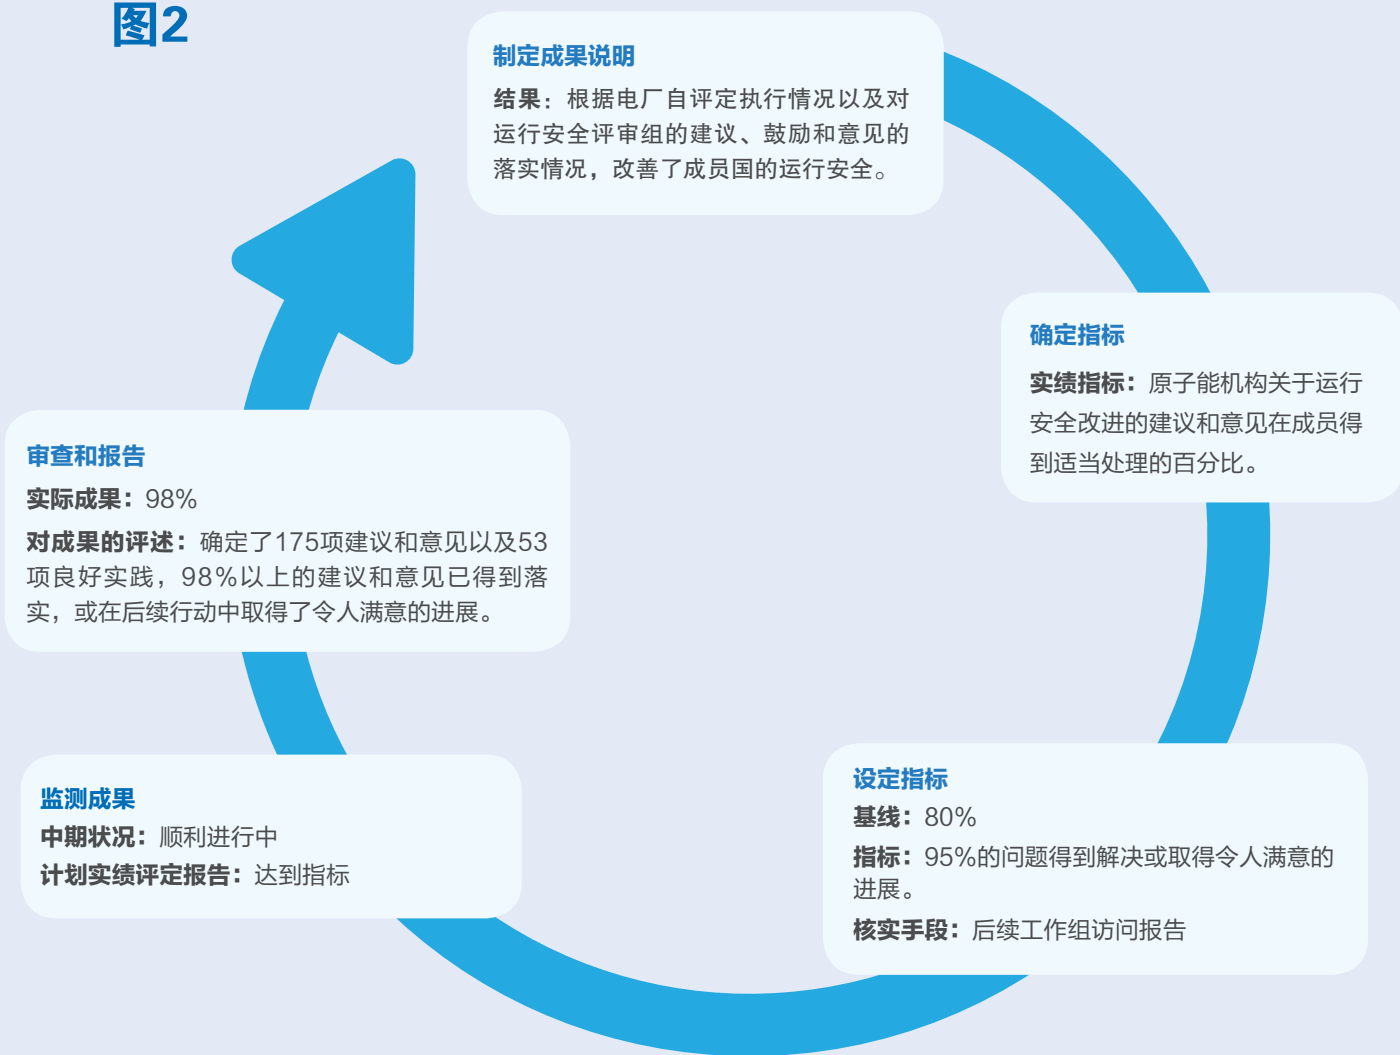 图2
制定成果说明
结果：根据电厂自评定执行情况以及对
运行安全评审组的建议、鼓励和意见的
落实情况，改善了成员国的运行安全。
确定指标
实绩指标：原子能机构关于运行
安全改进的建议和意见在成员得
到适当处理的百分比。
设定指标
基线：80%
指标：95%的问题得到解决或取得令人满意的
进展。
核实手段：后续工作组访问报告
监测成果
中期状况：顺利进行中
计划实绩评定报告：达到指标
审查和报告
实际成果：98%
对成果的评述：确定了175项建议和意见以及53
项良好实践，98%以上的建议和意见已得到落
实，或在后续行动中取得了令人满意的进展。